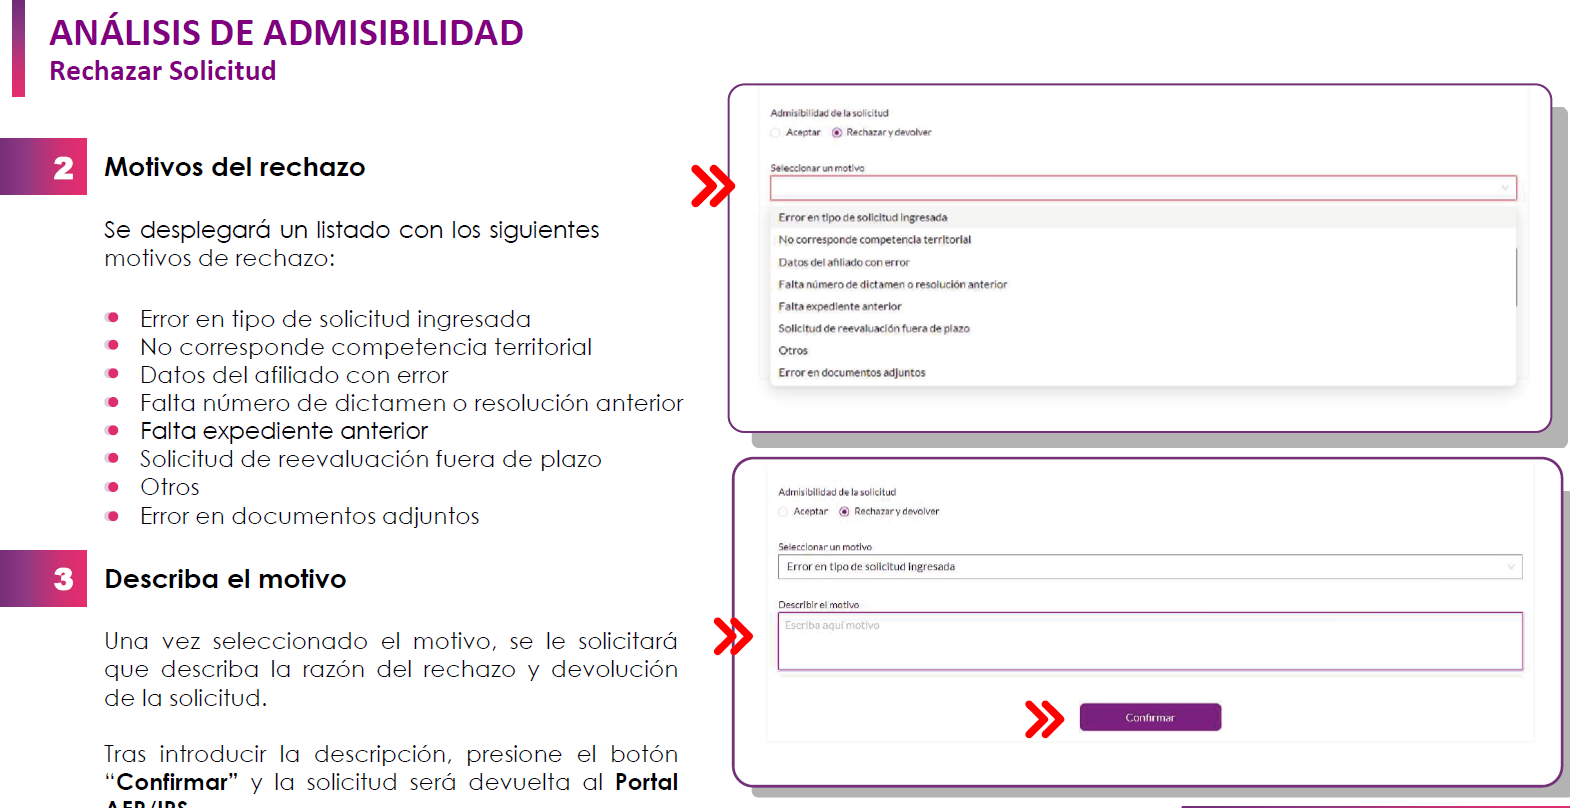 ANÁLISIS DE ADMISIBILIDAD
Rechazar Solicitud
2 Motivos del rechazo
Se desplegará un listado con los siguientes
motivos de rechazo:
Error en tipo de solicitud ingresada
No corresponde competencia territorial
Datos del afiliado con error
Falta número de dictamen o resolución anterior
Falta expediente anterior
Solicitud de reevaluación fuera de plazo
Otros
Error en documentos adjuntos
3 Describa el motivo
Una vez seleccionado el motivo, se le solicitará
que describa la razón del rechazo y devolución
de la solicitud.
Tras introducir la descripción, presione el botón
“Confirmar” y la solicitud será devuelta al Portal
AFP/IPS
Admisibilidad de la solicitud
Aceptar Rechazar y devolver
Seleccionar un motivo
Error en tipo de solicitud ingresada
No corresponde competencia territorial
Datos del afiliado con error
Falta número de dictamen o resolución anterior
Falta expediente anterior
Solicitud de reevaluación fuera de plazo
Otros
Error en documentos adjuntos
Admisibilidad de la solicitud
Aceptar Rechazar y devolver
Seleccionar un motivo
Error en tipo de solicitud ingresada
Describir el motivo
Escriba aquí motivo
Confirmar